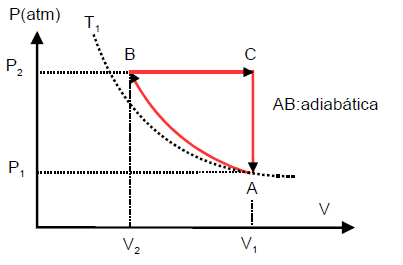 P(atm)
T₁
B
C
P₂
AB:adiabática
P₁
A
V
V₂
V₁